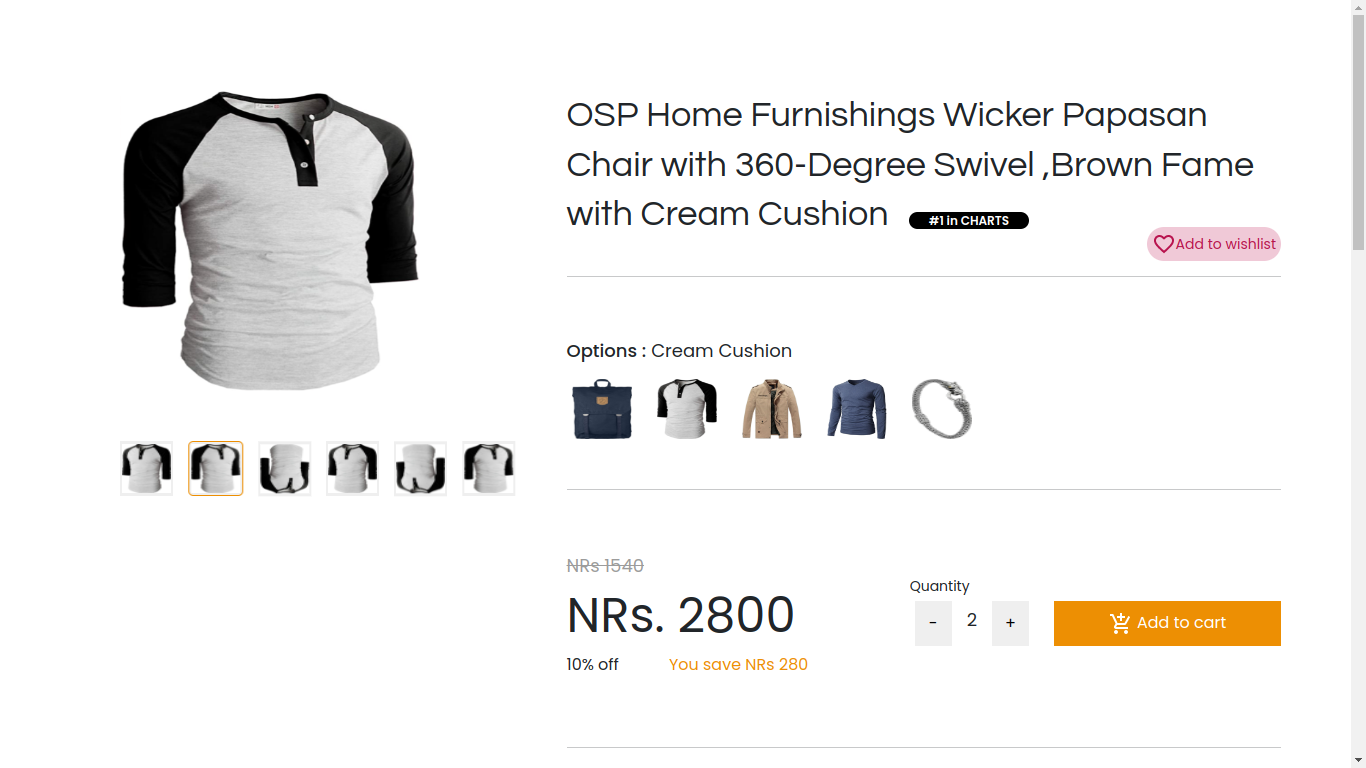 OSP Home Furnishings Wicker Papasan
Chair with 360-Degree Swivel ,Brown Fame
with Cream Cushion #1 in CHARTS
Add to wishlist
Options : Cream Cushion
NRs 1540
NRs. 2800
10% off You save NRs 280
Quantity
- 2 +
Add to cart